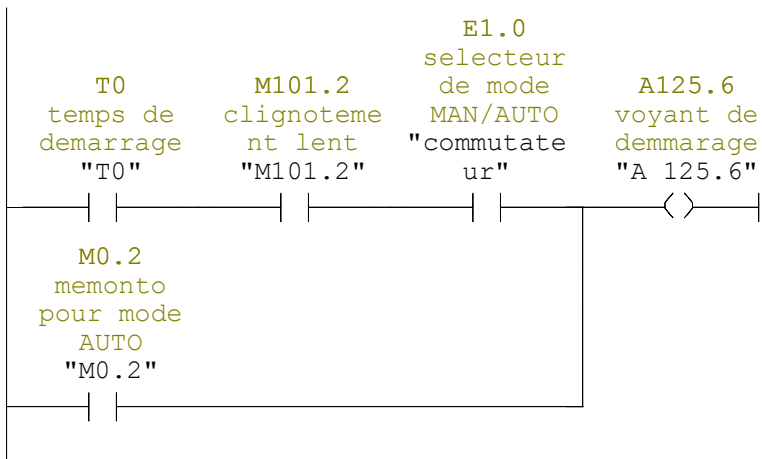 T0
temps de
demarrage
"T0"
M101.2
clignoteme
nt lent
"M101.2"
E1.0
selecteur
de mode
MAN/AUTO
"commutate
ur"
A125.6
voyant de
demmarage
"A 125.6"
M0.2
memonto
pour mode
AUTO
"M0.2"